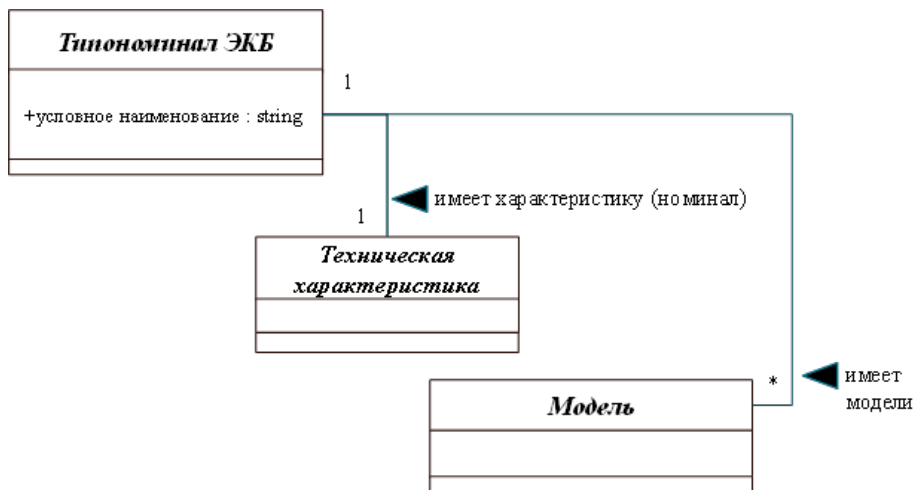 Типономинал ЭКБ
1
+условное наименование : string
имеет характеристику (номинал)
1
Техническая
характеристика
имеет
модели
*
Модель